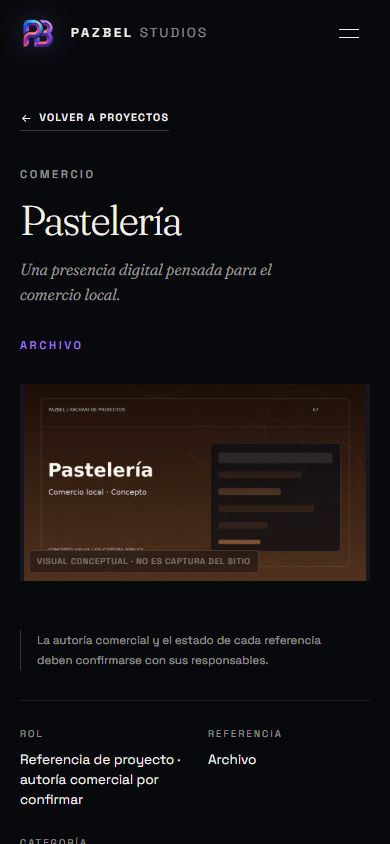 PAZBEL STUDIOS
← VOLVER A PROYECTOS
COMERCIO
Pastelería
Una presencia digital pensada para el
comercio local.
ARCHIVO
PAZBEL / ARCHIVO DE PROYECTOS
07
Pastelería
Comercio local · Concepto
VISUAL CONCEPTUAL · NO ES CAPTURA DEL SITIO
La autoría comercial y el estado de cada referencia
deben confirmarse con sus responsables.
ROL
REFERENCIA
Referencia de proyecto ·
autoría comercial por
confirmar
Archivo
CATEGORÍA